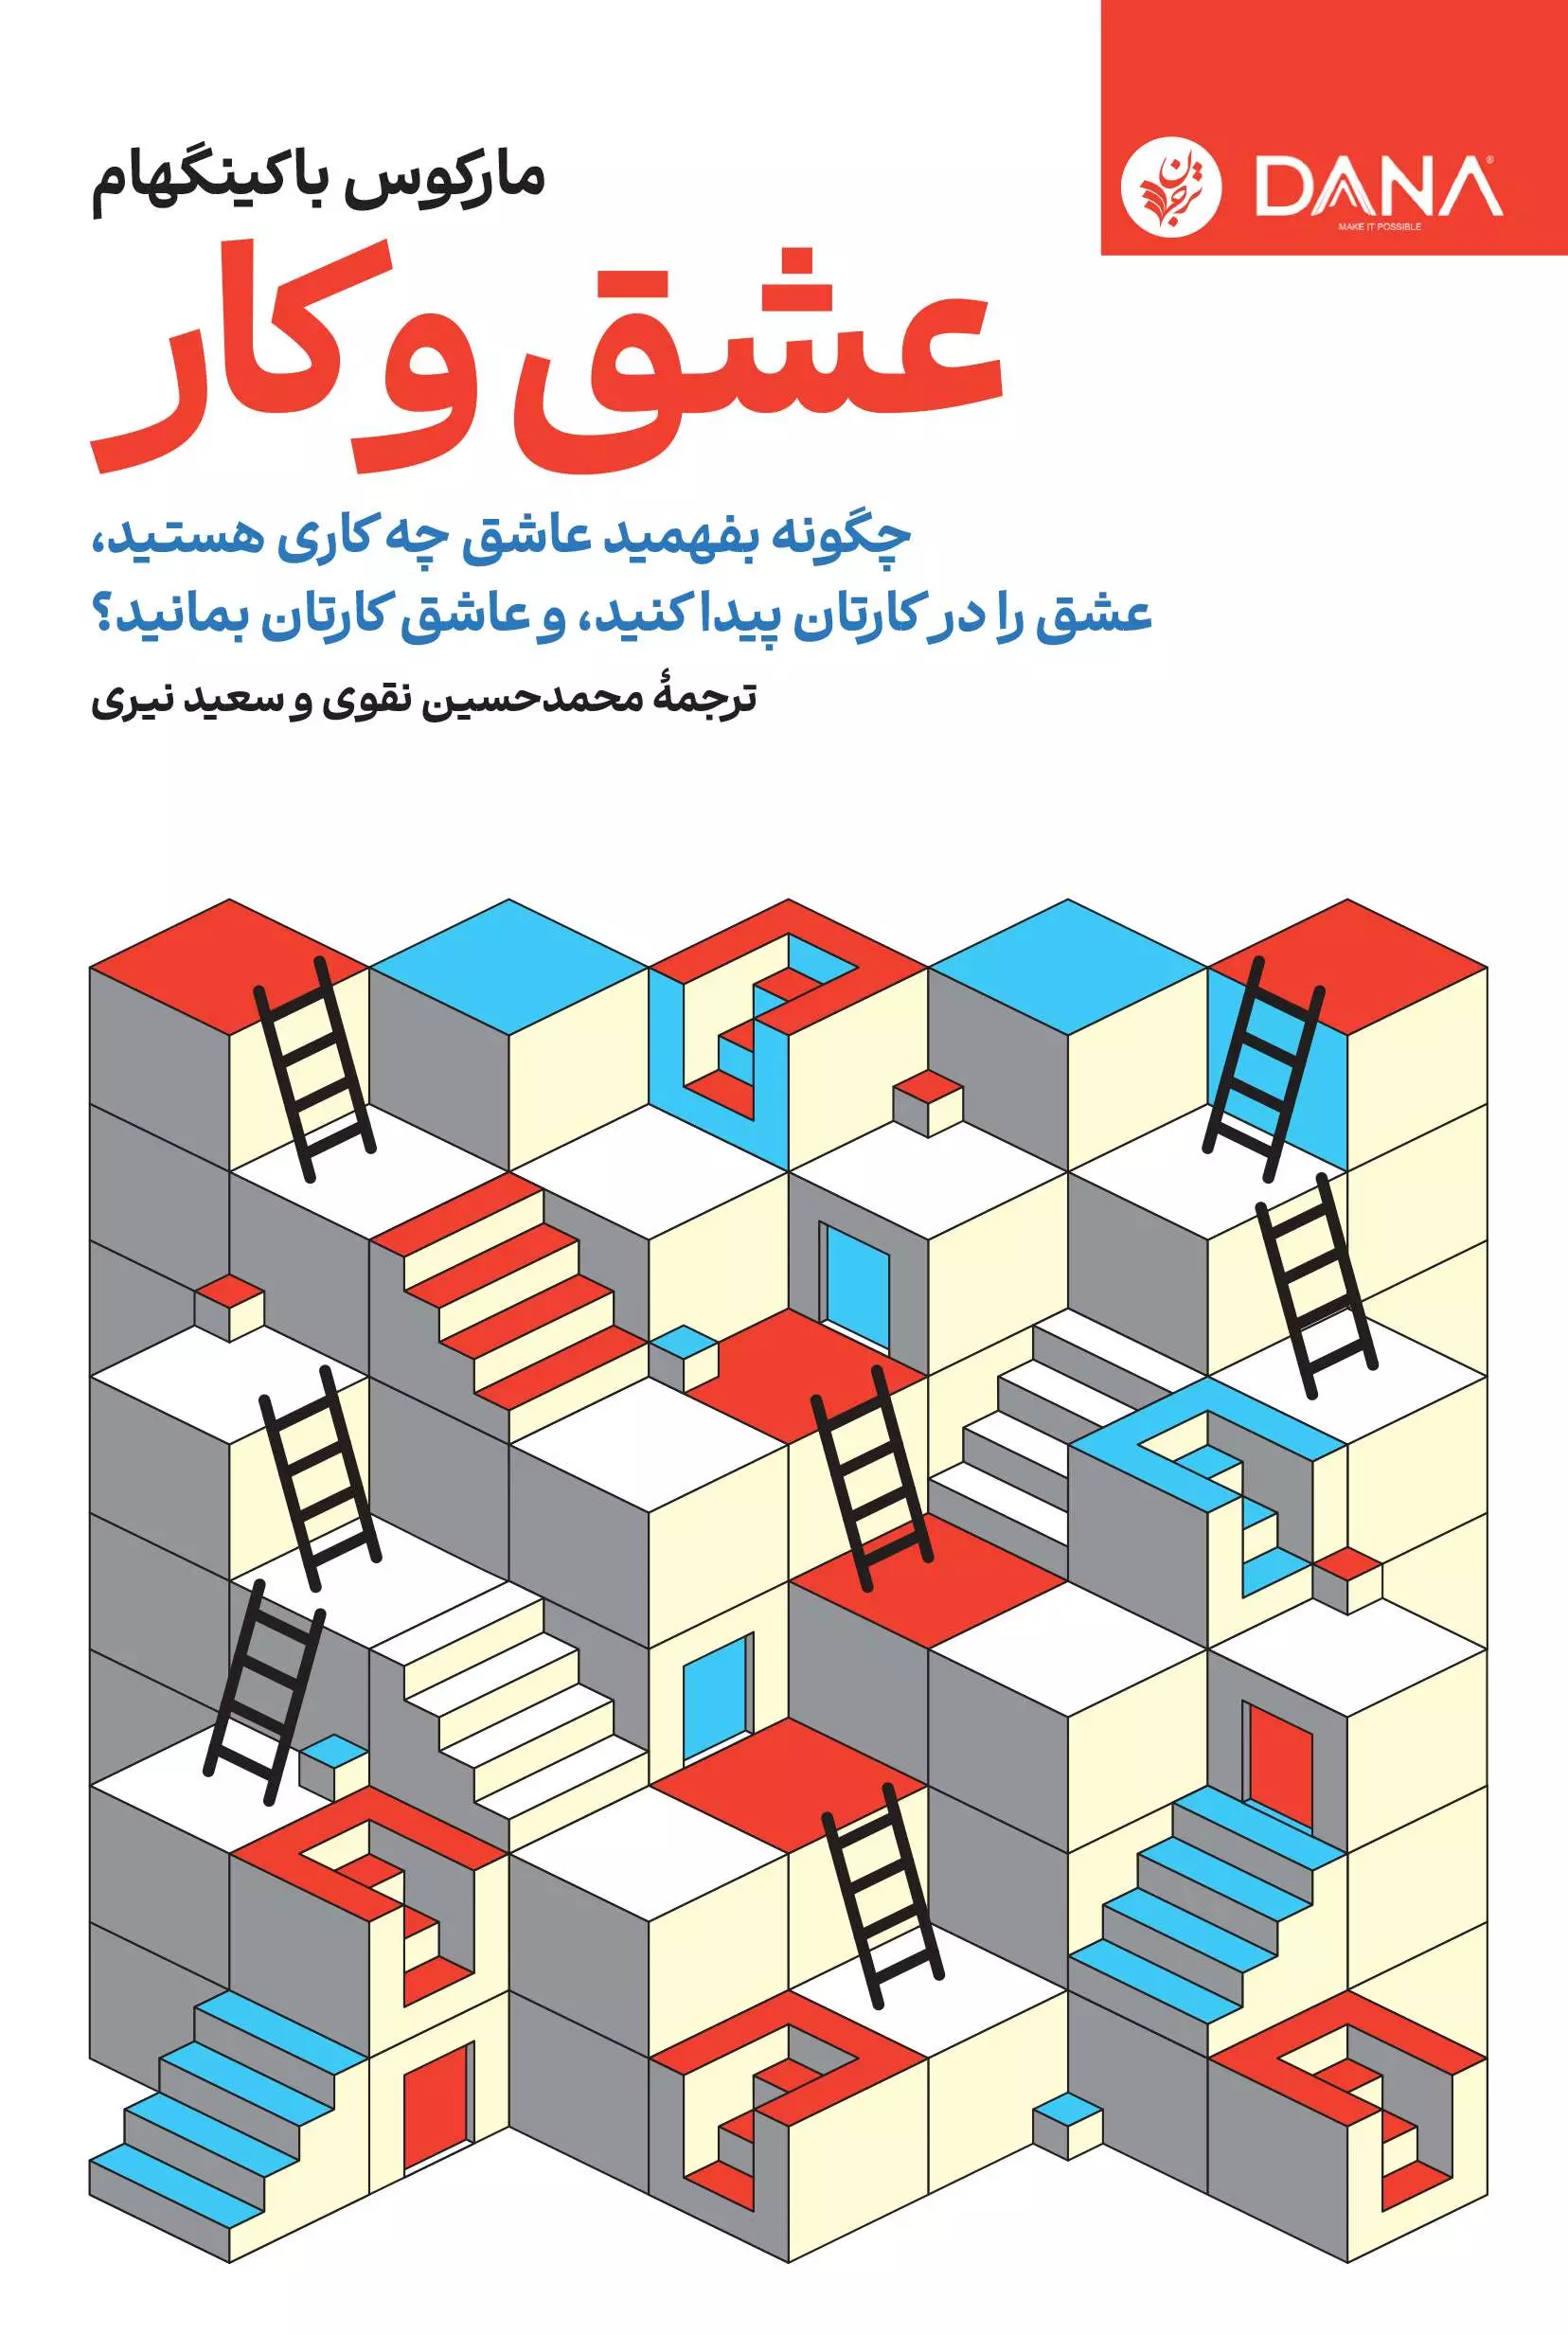 DANA
MAKE IT POSSIBLE
ترجمان
مارکوس باکینگهام
عشق و کار
چگونه بفهمید عاشق چه کاری هستید،
عشق را در کارتان پیدا کنید، و عاشق کارتان بمانید؟
ترجمهٔ محمدحسین نقوی و سعید نیری